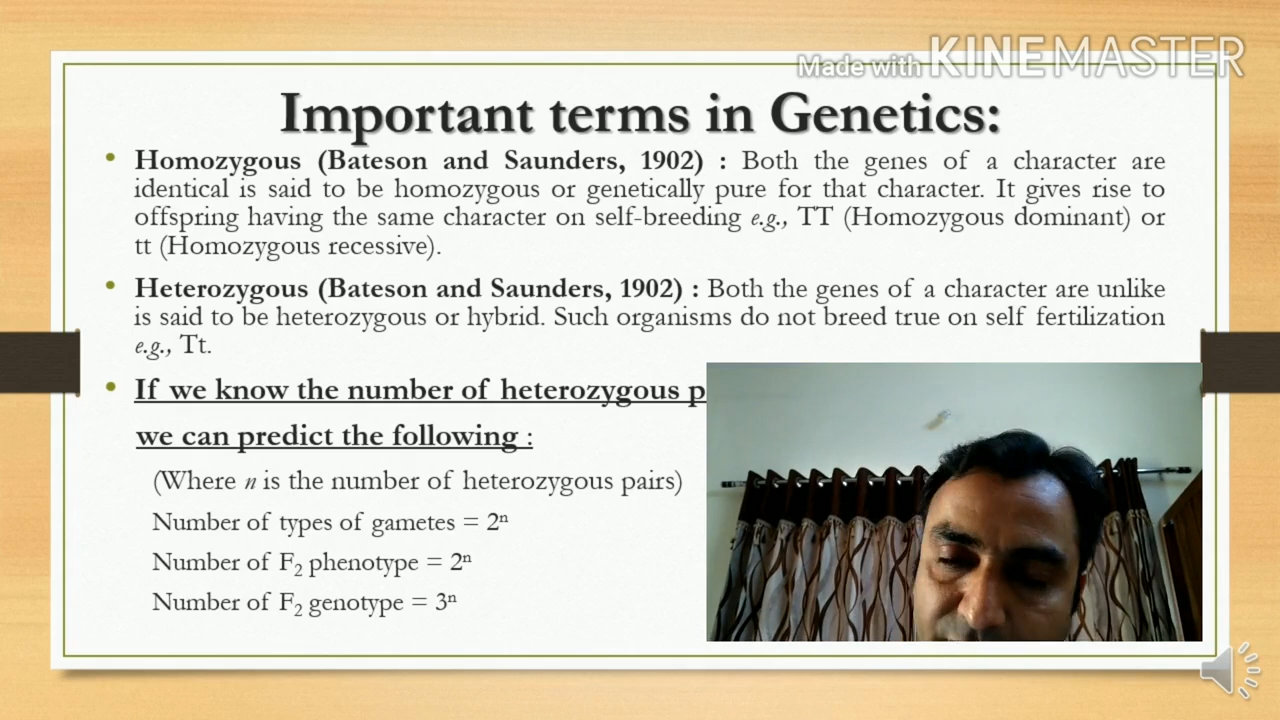 Made with KINEMASTER
Important terms in Genetics:
• Homozygous (Bateson and Saunders, 1902) : Both the genes of a character are
identical is said to be homozygous or genetically pure for that character. It gives rise to
offspring having the same character on self-breeding e.g., TT (Homozygous dominant) or
tt (Homozygous recessive).
• Heterozygous (Bateson and Saunders, 1902) : Both the genes of a character are unlike
is said to be heterozygous or hybrid. Such organisms do not breed true on self fertilization
e.g., Tt.
• If we know the number of heterozygous
we can predict the following :
(Where n is the number of heterozygous pairs)
Number of types of gametes = 2ⁿ
Number of F₂ phenotype = 2ⁿ
Number of F₂ genotype = 3ⁿ